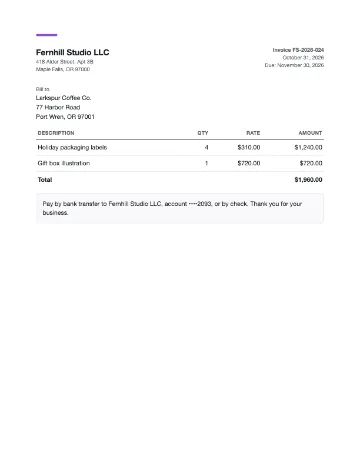 Fernhill Studio LLC
418 Aldur Street, Apt 3B
Maple Falls, OR 97000
Invoice FS-2026-024
October 31, 2026
Due: November 30, 2026
Bill to
Larkspur Coffee Co.
77 Harbor Road
Port Wren, OR 97001
DESCRIPTION QTY RATE AMOUNT
Holiday packaging labels 4 $310.00 $1,240.00
Gift box illustration 1 $720.00 $720.00
Total $1,960.00
Pay by bank transfer to Fernhill Studio LLC, account ••••2093, or by check. Thank you for your
business.